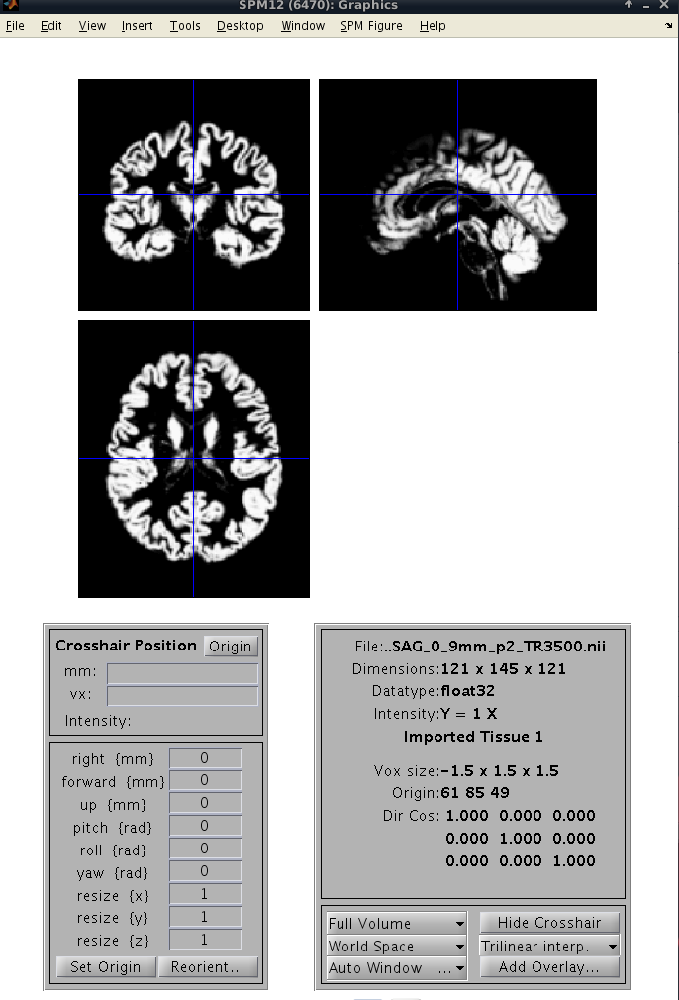 SPM12 (6470): Graphics
File Edit View Insert Tools Desktop Window SPM Figure Help
Crosshair Position Origin
mm:
vx:
Intensity:
right {mm} 0
forward {mm} 0
up {mm} 0
pitch {rad} 0
roll {rad} 0
yaw {rad} 0
resize {x} 1
resize {y} 1
resize {z} 1
Set Origin Reorient...
File:..SAG_0_9mm_p2_TR3500.nii
Dimensions:121 x 145 x 121
Datatype:float32
Intensity:Y = 1 X
Imported Tissue 1
Vox size:-1.5 x 1.5 x 1.5
Origin:61 85 49
Dir Cos: 1.000 0.000 0.000
0.000 1.000 0.000
0.000 0.000 1.000
Full Volume Hide Crosshair
World Space Trilinear interp.
Auto Window ... Add Overlay...